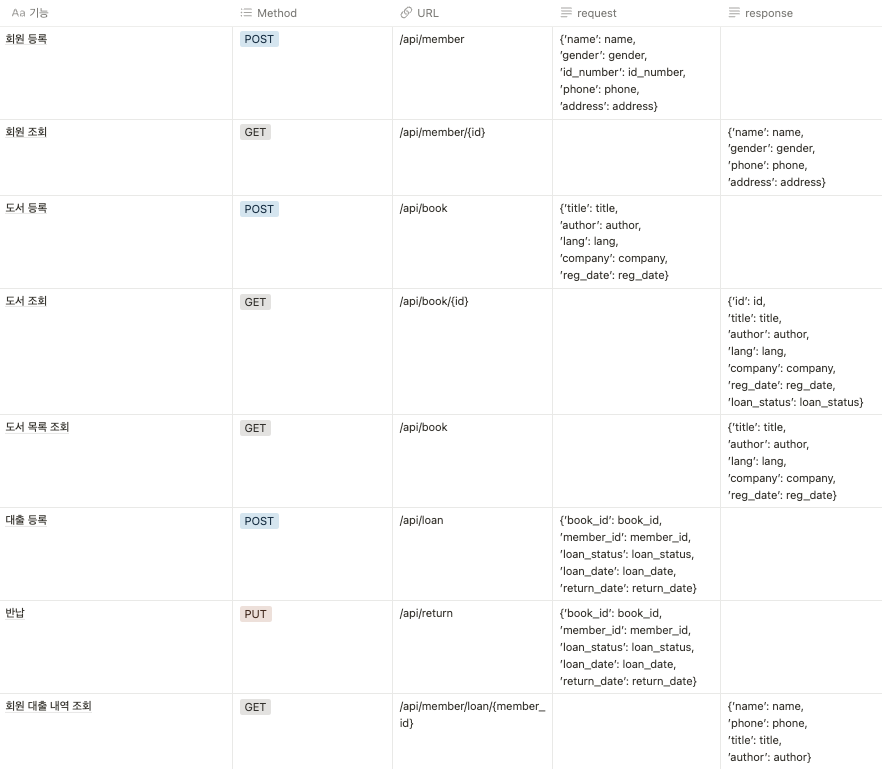 Aa 기능 Method URL request response
회원 등록 POST /api/member {‘name’: name,
‘gender’: gender,
‘id_number’: id_number,
‘phone’: phone,
‘address’: address}
회원 조회 GET /api/member/{id} {‘name’: name,
‘gender’: gender,
‘phone’: phone,
‘address’: address}
도서 등록 POST /api/book {‘title’: title,
‘author’: author,
‘lang’: lang,
‘company’: company,
‘reg_date’: reg_date}
도서 조회 GET /api/book/{id} {‘id’: id,
‘title’: title,
‘author’: author,
‘lang’: lang,
‘company’: company,
‘reg_date’: reg_date,
‘loan_status’: loan_status}
도서 목록 조회 GET /api/book {‘title’: title,
‘author’: author,
‘lang’: lang,
‘company’: company,
‘reg_date’: reg_date}
대출 등록 POST /api/loan {‘book_id’: book_id,
‘member_id’: member_id,
‘loan_status’: loan_status,
‘loan_date’: loan_date,
‘return_date’: return_date}
반납 PUT /api/return {‘book_id’: book_id,
‘member_id’: member_id,
‘loan_status’: loan_status,
‘loan_date’: loan_date,
‘return_date’: return_date}
회원 대출 내역 조회 GET /api/member/loan/{member_ {‘name’: name,
id} ‘phone’: phone,
‘title’: title,
‘author’: author}